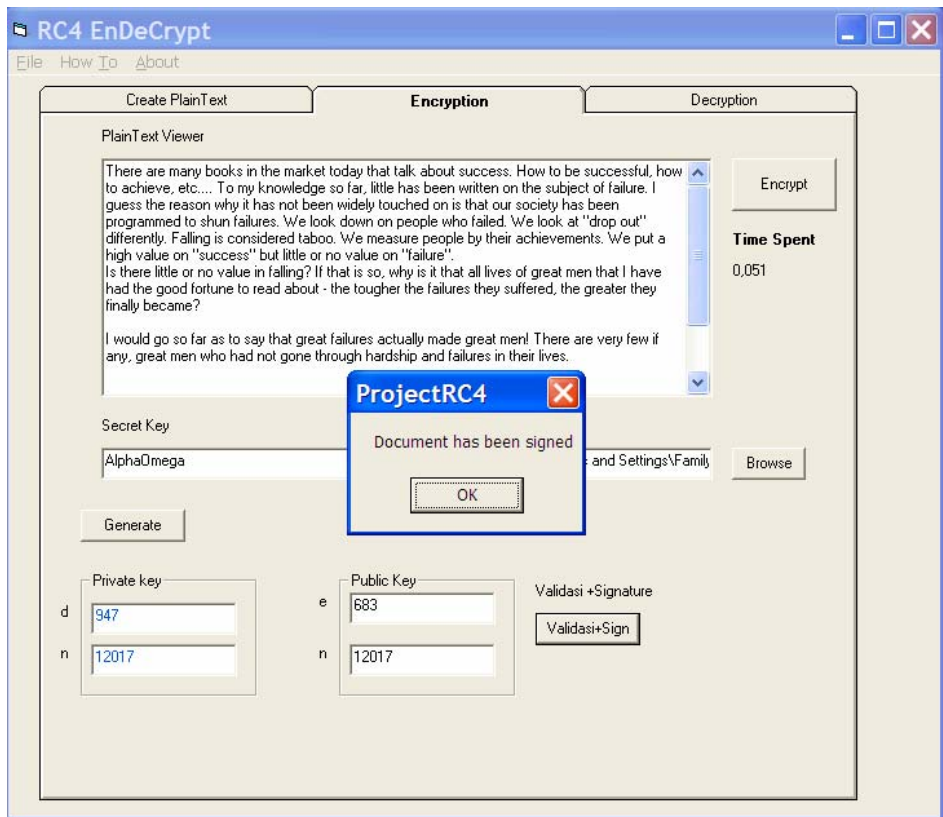 RC4 EnDeCrypt
File How To About
Create PlainText Encryption Decryption
PlainText Viewer
There are many books in the market today that talk about success. How to be successful, how
to achieve, etc.... To my knowledge so far, little has been written on the subject of failure. I
guess the reason why it has not been widely touched on is that our society has been
programmed to shun failures. We look down on people who failed. We look at "drop out"
differently. Falling is considered taboo. We measure people by their achievements. We put a
high value on "success" but little or no value on "failure".
Is there little or no value in falling? If that is so, why is it that all lives of great men that I have
had the good fortune to read about - the tougher the failures they suffered, the greater they
finally became?
I would go so far as to say that great failures actually made great men! There are very few if
any, great men who had not gone through hardship and failures in their lives.
Encrypt
Time Spent
0,051
ProjectRC4
Document has been signed
OK
Secret Key
AlphaOmega and Settings\Family
Browse
Generate
Private key
d 947
n 12017
Public Key
e 683
n 12017
Validasi +Signature
Validasi+Sign